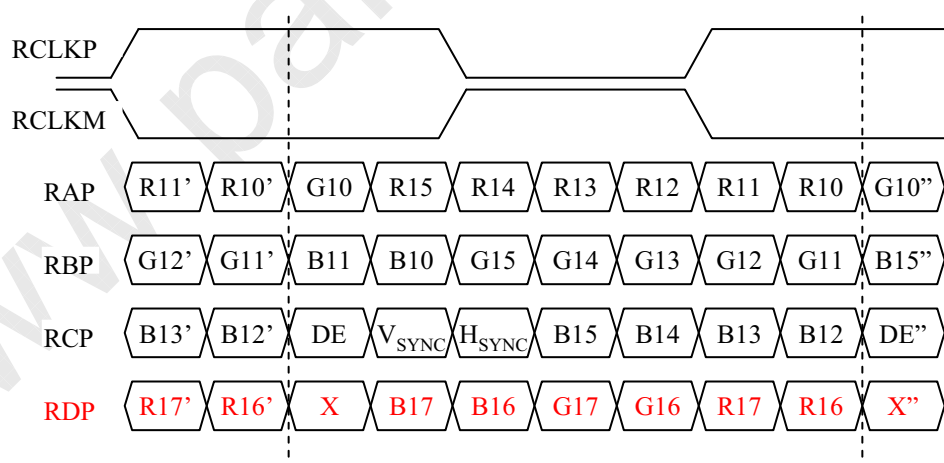 RCLKP
RCLKM
RAP R11’ R10’ G10 R15 R14 R13 R12 R11 R10 G10”
RBP G12’ G11’ B11 B10 G15 G14 G13 G12 G11 B15”
RCP B13’ B12’ DE VSYNC HSYNC B15 B14 B13 B12 DE”
RDP R17’ R16’ X B17 B16 G17 G16 R17 R16 X”